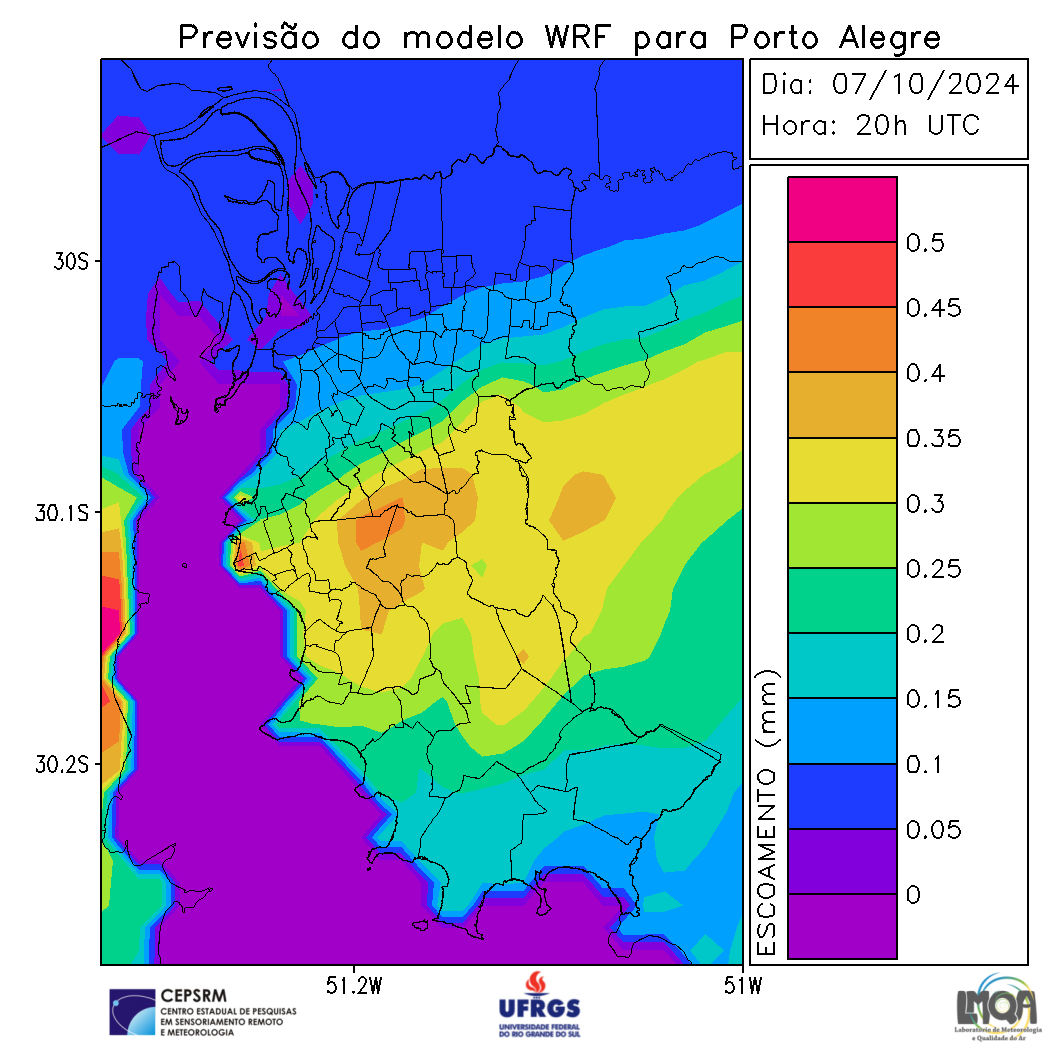 Previsão do modelo WRF para Porto Alegre
Dia: 07/10/2024
Hora: 20h UTC
30S
30.1S
30.2S
51.2W
51W
ESCOAMENTO (mm)
0.5
0.45
0.4
0.35
0.3
0.25
0.2
0.15
0.1
0.05
0
CEPSRM
CENTRO ESTADUAL DE PESQUISAS
EM SENSORIAMENTO REMOTO
E METEOROLOGIA
UFRGS
UNIVERSIDADE FEDERAL
DO RIO GRANDE DO SUL
LMQA
Laboratório de Meteorologia
e Qualidade do Ar